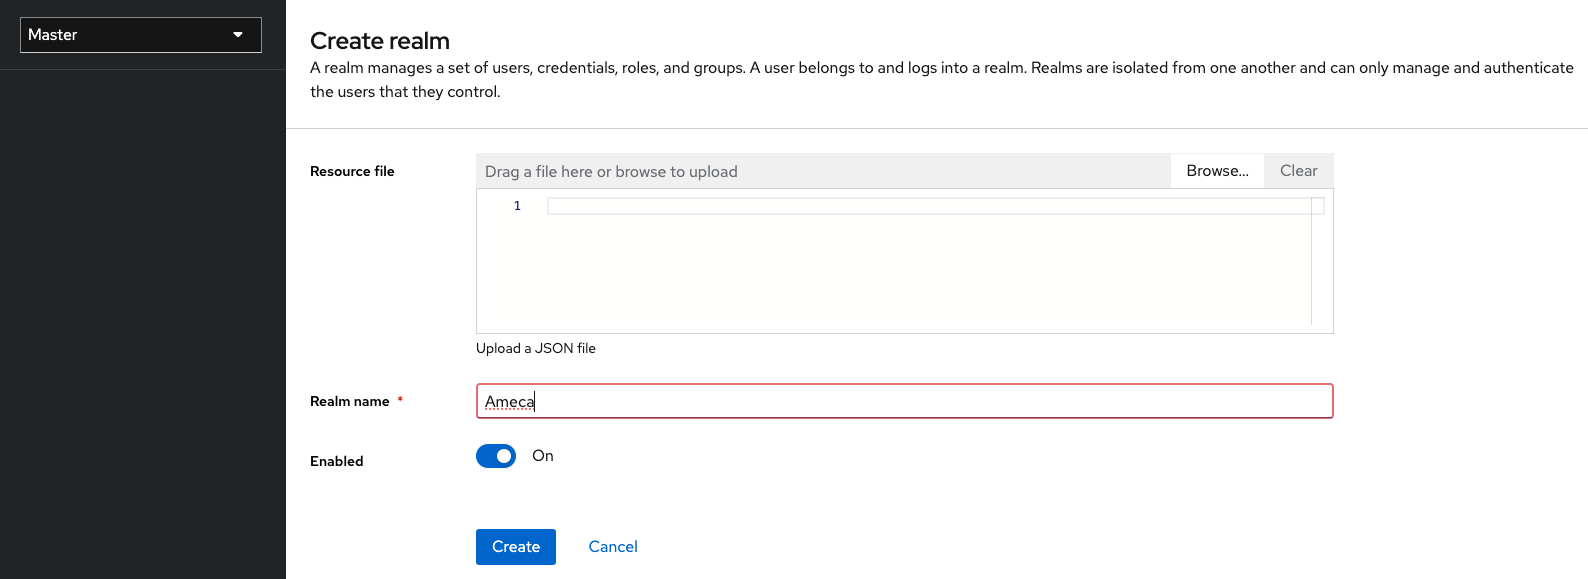 Master
Create realm
A realm manages a set of users, credentials, roles, and groups. A user belongs to and logs into a realm. Realms are isolated from one another and can only manage and authenticate
the users that they control.
Resource file
Drag a file here or browse to upload
Browse...
Clear
1
Upload a JSON file
Realm name *
Ameca
Enabled
On
Create
Cancel